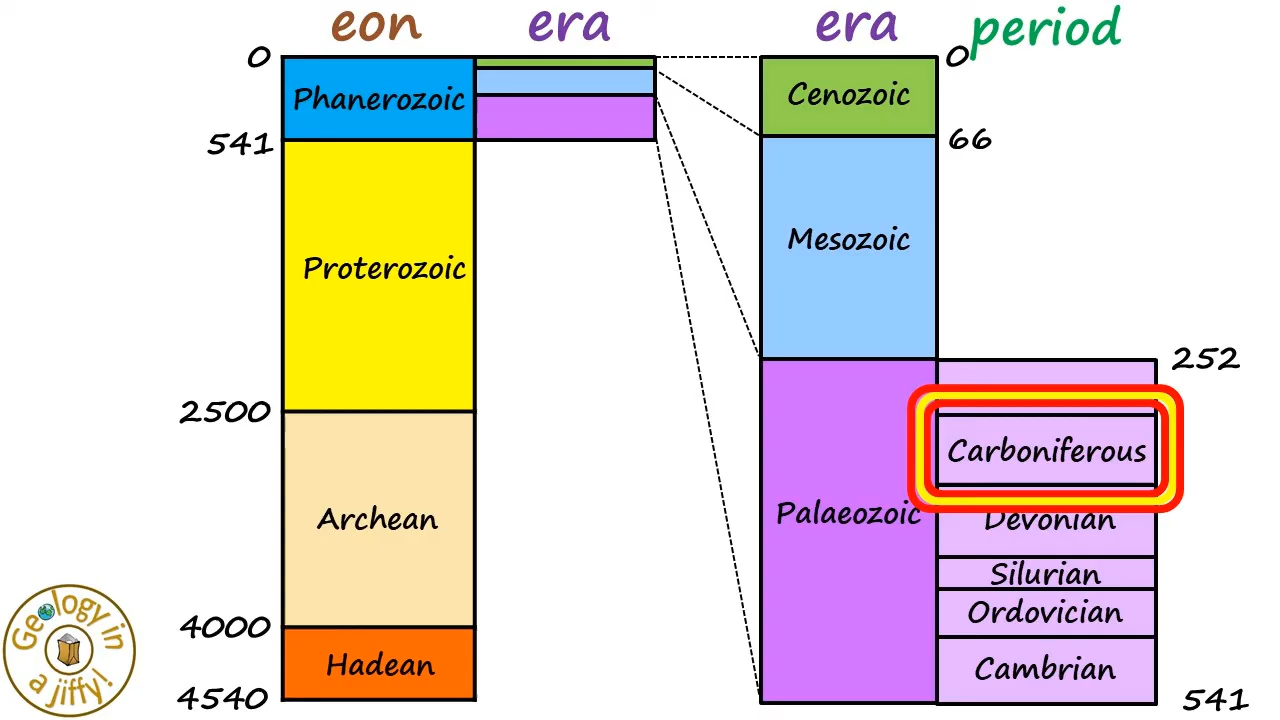 eon era era period
0
Phanerozoic
541
Proterozoic
2500
Archean
4000
Hadean
4540
0
Cenozoic
66
Mesozoic
252
Palaeozoic
Carboniferous
Devonian
Silurian
Ordovician
Cambrian
541
Geology in
a jiffy!